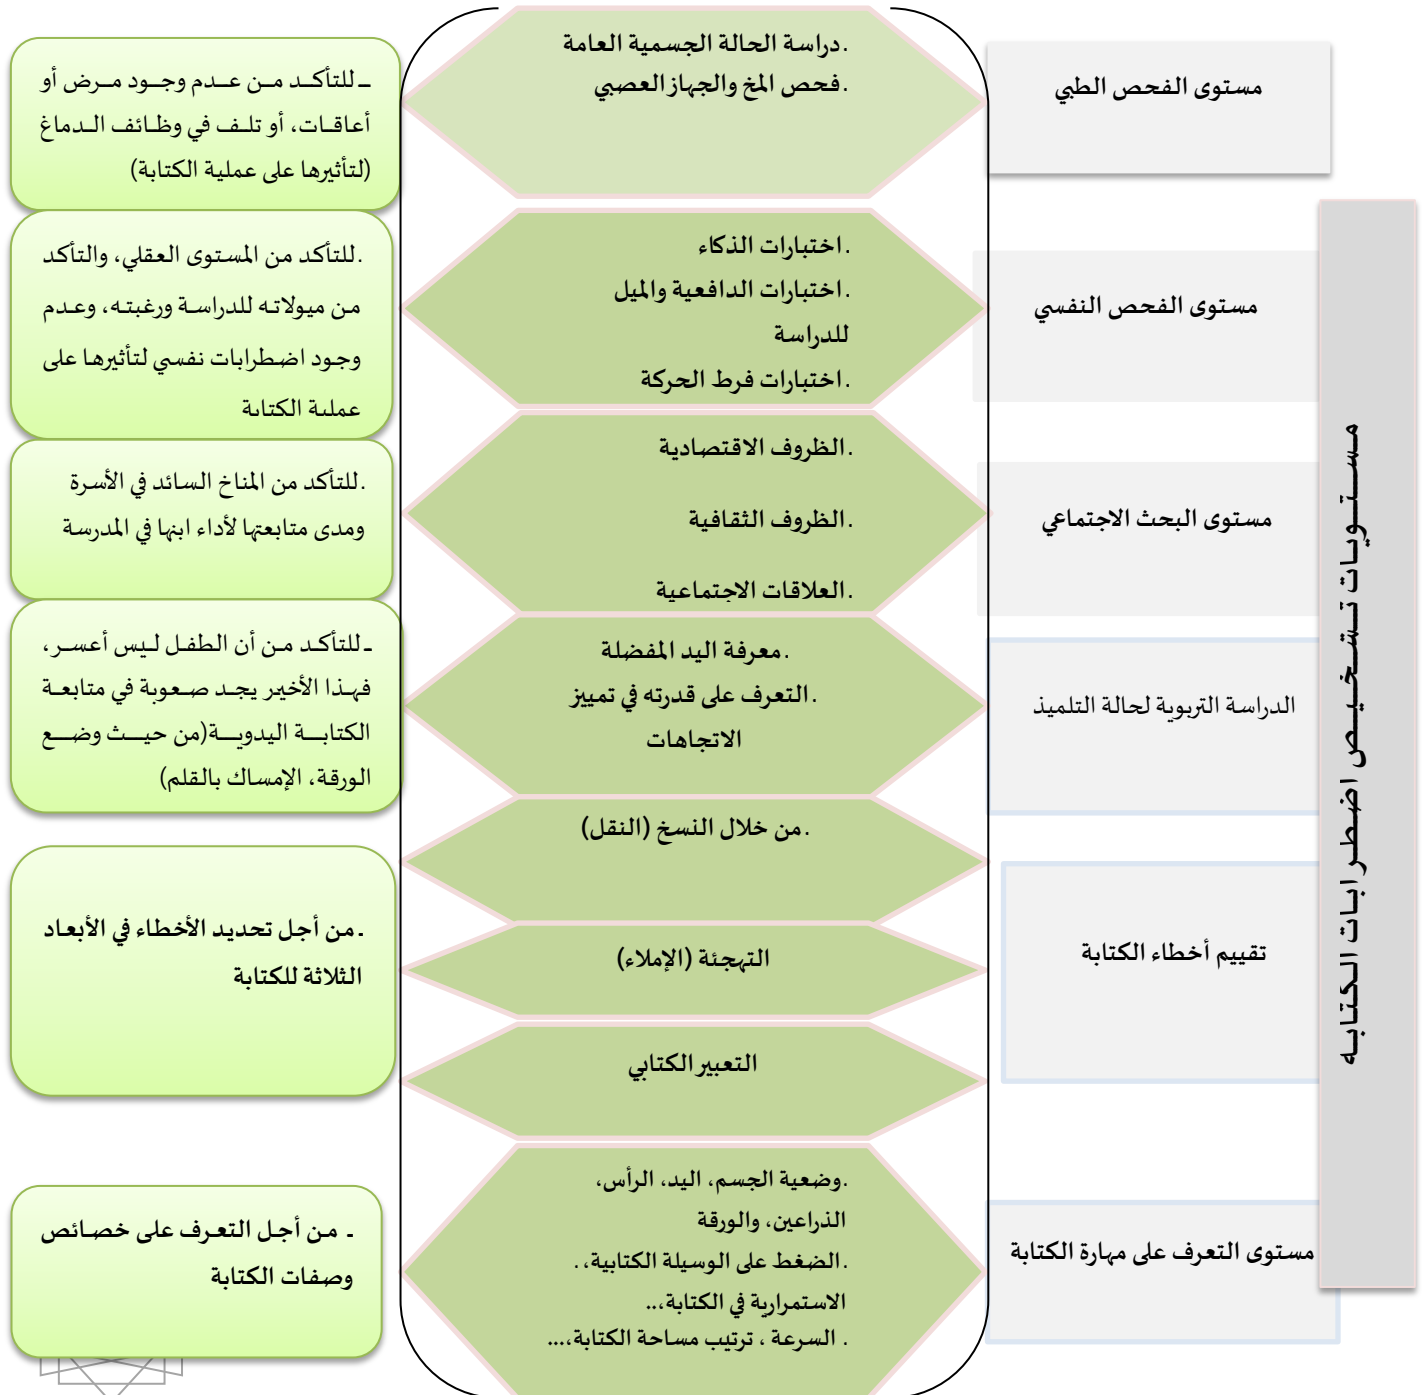 مستويات تشخيص اضطرابات الكتابه
مستوى الفحص الطبي
.دراسة الحالة الجسمية العامة
.فحص المخ والجهاز العصبي
ـ للتأكد من عدم وجود مرض أو
أعاقات، أو تلف في وظائف الدماغ
(لتأثيرها على عملية الكتابة)
مستوى الفحص النفسي
.اختبارات الذكاء
.اختبارات الدافعية والميل
للدراسة
.اختبارات فرط الحركة
.للتأكد من المستوى العقلي، والتأكد
من ميولاته للدراسة ورغبته، وعدم
وجود اضطرابات نفسي لتأثيرها على
عملية الكتابة
مستوى البحث الاجتماعي
.الظروف الاقتصادية
.الظروف الثقافية
.العلاقات الاجتماعية
.للتأكد من المناخ السائد في الأسرة
ومدى متابعتها لأداء ابنها في المدرسة
الدراسة التربوية لحالة التلميذ
.معرفة اليد المفضلة
.التعرف على قدرته في تمييز
الاتجاهات
ـ للتأكد من أن الطفل ليس أعسر،
فهذا الأخير يجد صعوبة في متابعة
الكتابة اليدوية(من حيث وضع
الورقة، الإمساك بالقلم)
تقييم أخطاء الكتابة
.من خلال النسخ (النقل)
التهجئة (الإملاء)
التعبير الكتابي
.من أجل تحديد الأخطاء في الأبعاد
الثلاثة للكتابة
مستوى التعرف على مهارة الكتابة
.وضعية الجسم، اليد، الرأس،
الذراعين، والورقة
.الضغط على الوسيلة الكتابية، .
الاستمرارية في الكتابة،..
. السرعة ، ترتيب مساحة الكتابة،...
ـ من أجل التعرف على خصائص
وصفات الكتابة